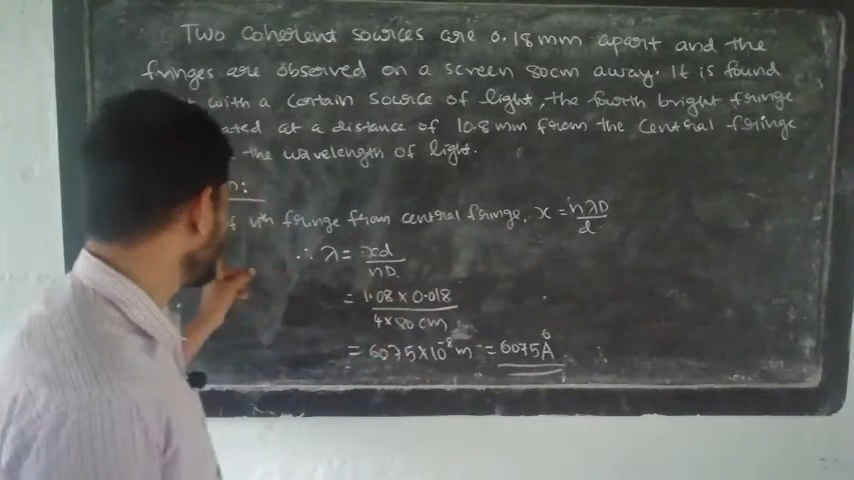 Two coherent sources are 0.18mm apart and the
fringes are observed on a screen 80cm away. It is found
with a certain source of light, the fourth bright fringe
ated at a distance of 10.8mm from the central fringe
the wavelength of light.
n:
f nth fringe from central fringe, x = nλD/d
∴ λ = xd/nD.
= 1.08 × 0.018 / 4×80 cm
= 6075×10⁻⁸ m = 6075Å